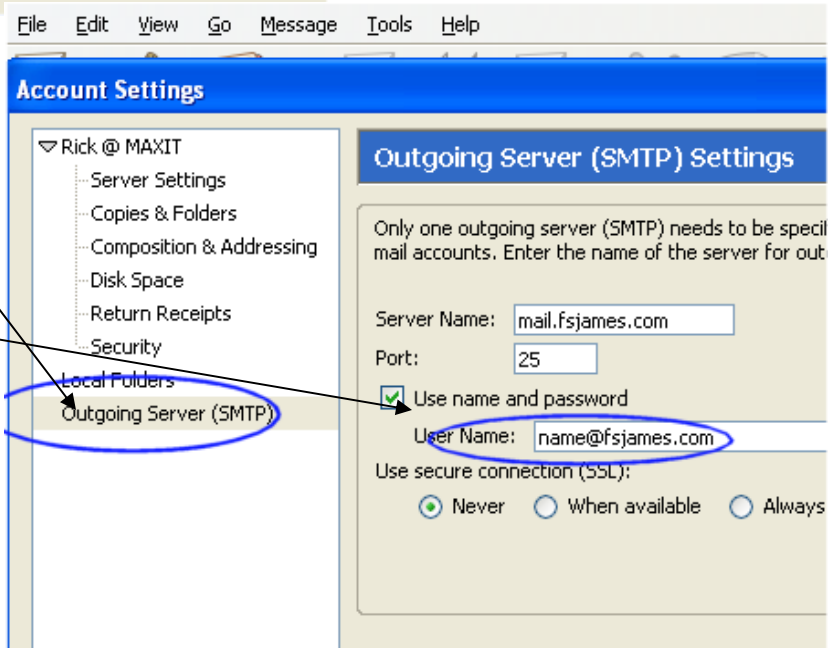 File Edit View Go Message Tools Help
Account Settings
Rick @ MAXIT
Server Settings
Copies & Folders
Composition & Addressing
Disk Space
Return Receipts
Security
Local Folders
Outgoing Server (SMTP)
Outgoing Server (SMTP) Settings
Only one outgoing server (SMTP) needs to be specif
mail accounts. Enter the name of the server for out
Server Name: mail.fsjames.com
Port: 25
Use name and password
User Name: name@fsjames.com
Use secure connection (SSL):
Never When available Always